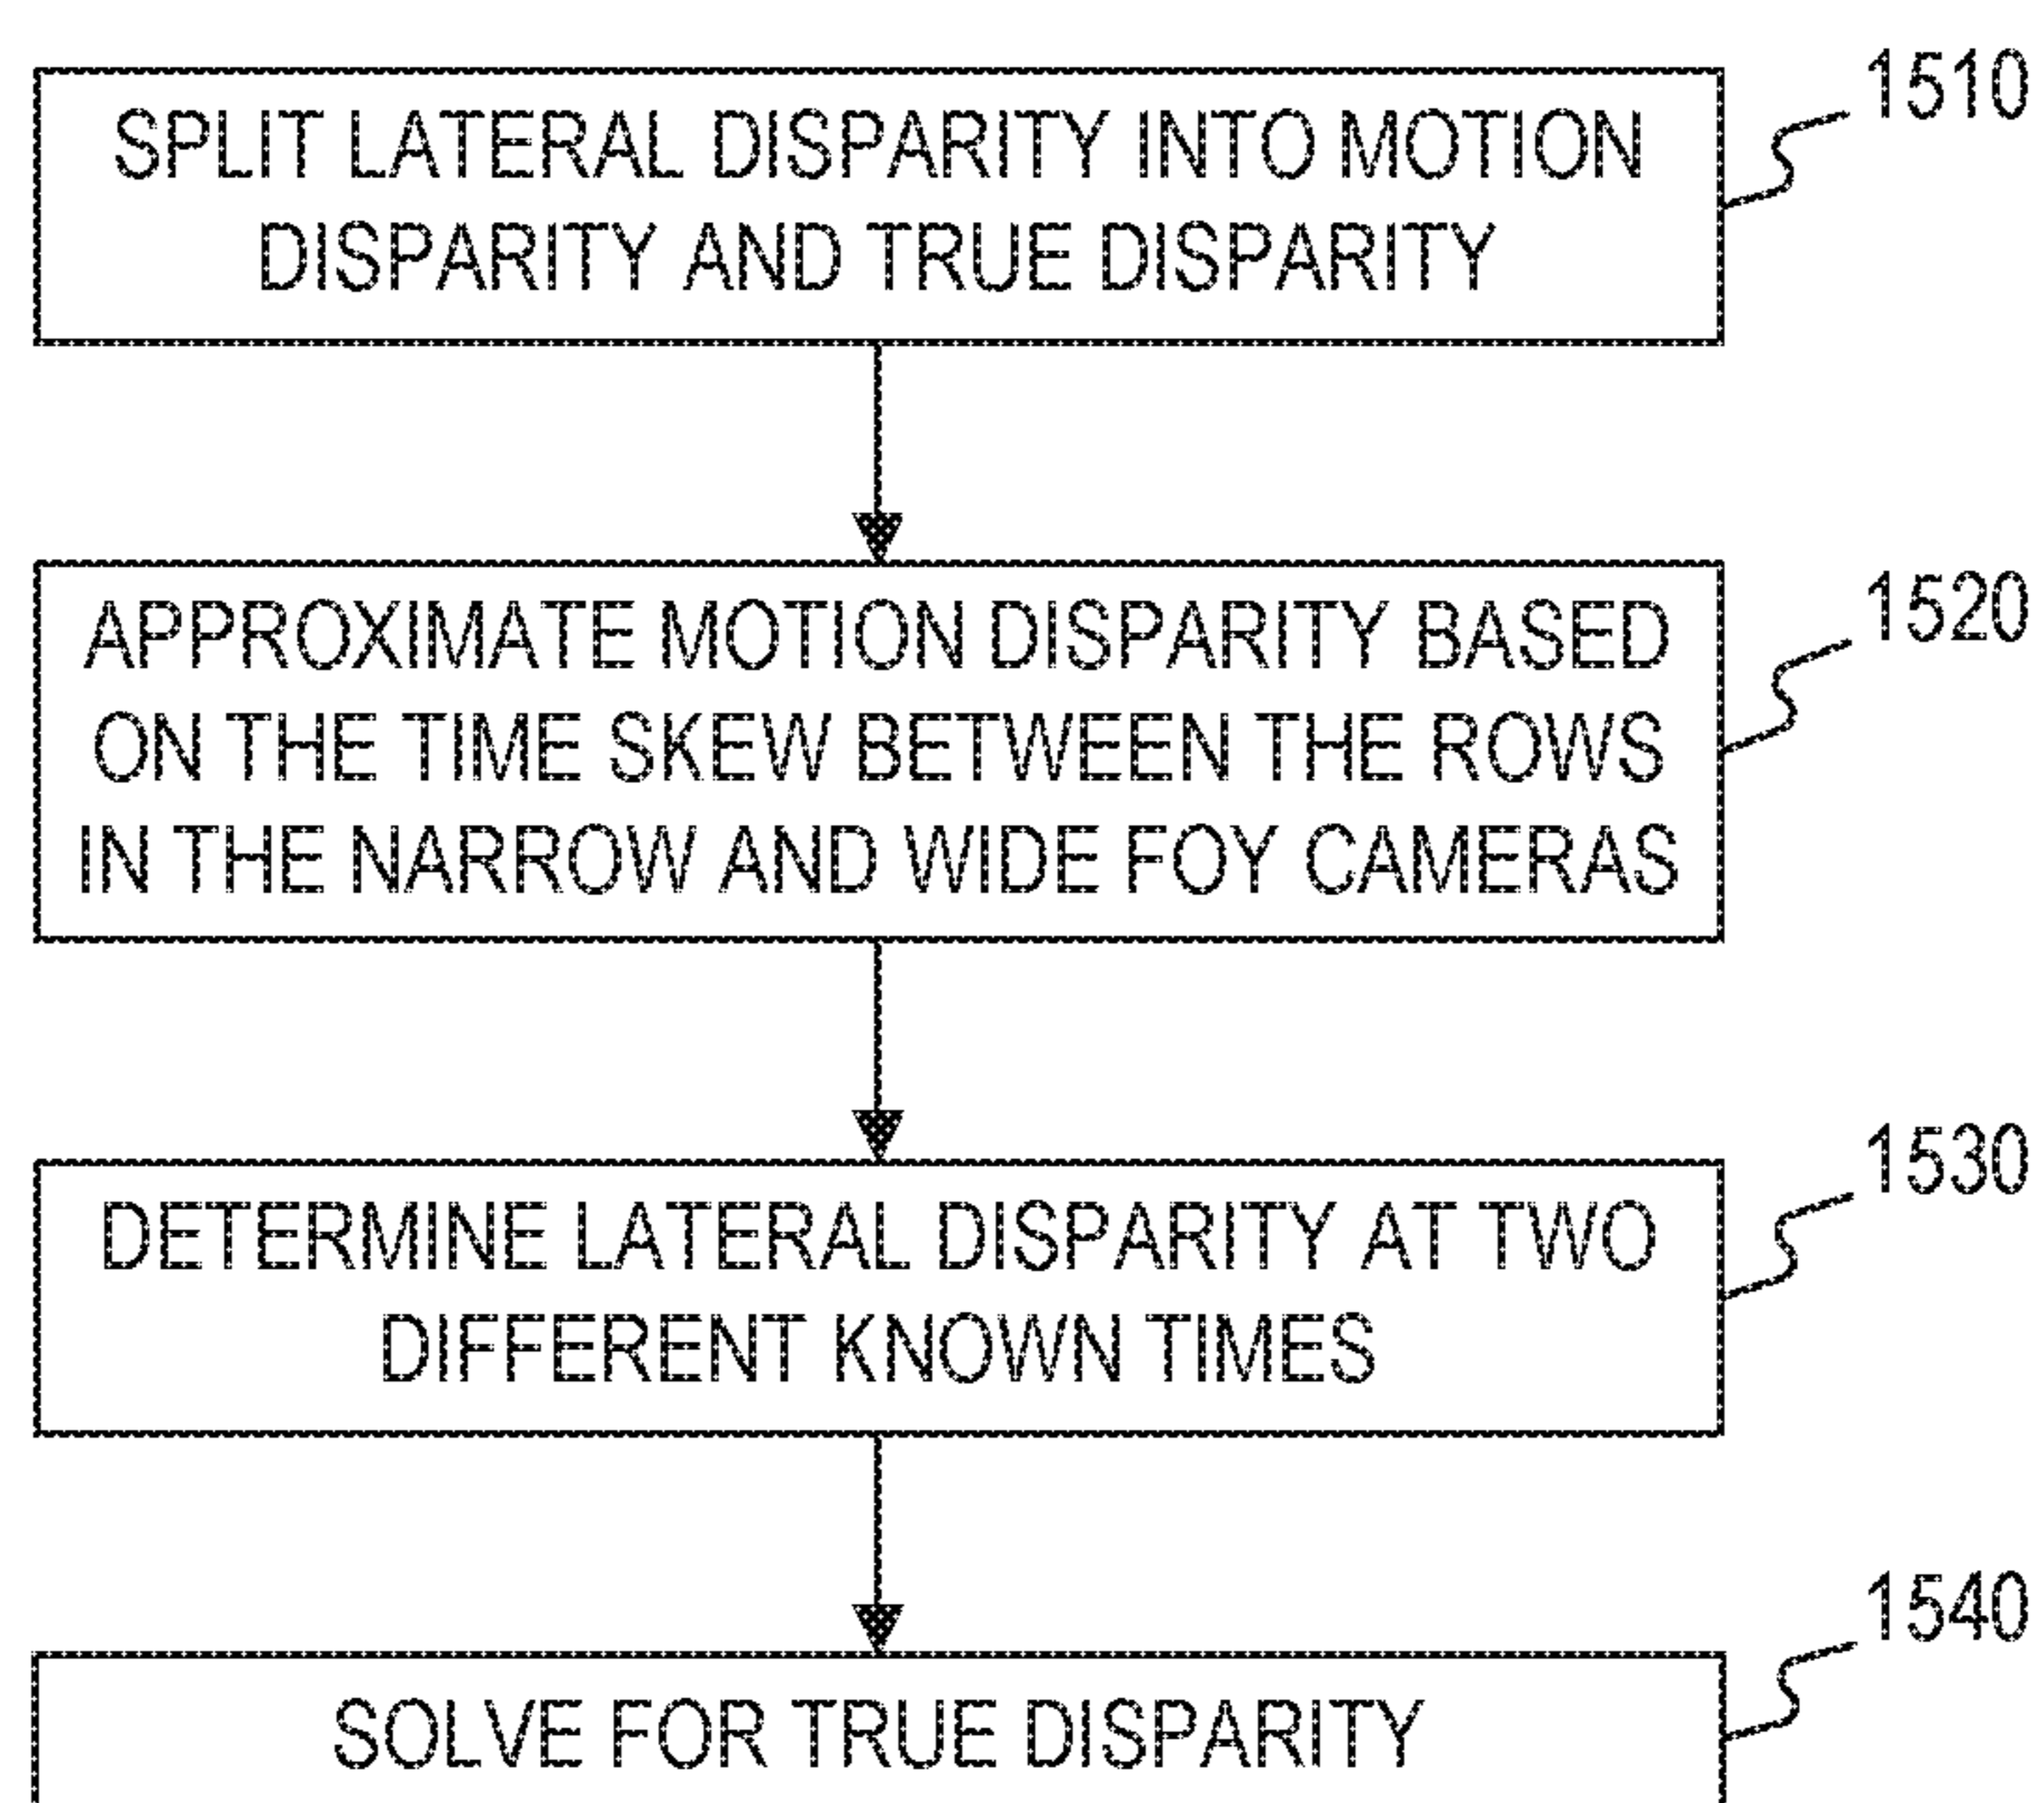 SPLIT LATERAL DISPARITY INTO MOTION
DISPARITY AND TRUE DISPARITY
1510
APPROXIMATE MOTION DISPARITY BASED
ON THE TIME SKEW BETWEEN THE ROWS
IN THE NARROW AND WIDE FOY CAMERAS
1520
DETERMINE LATERAL DISPARITY AT TWO
DIFFERENT KNOWN TIMES
1530
SOLVE FOR TRUE DISPARITY
1540